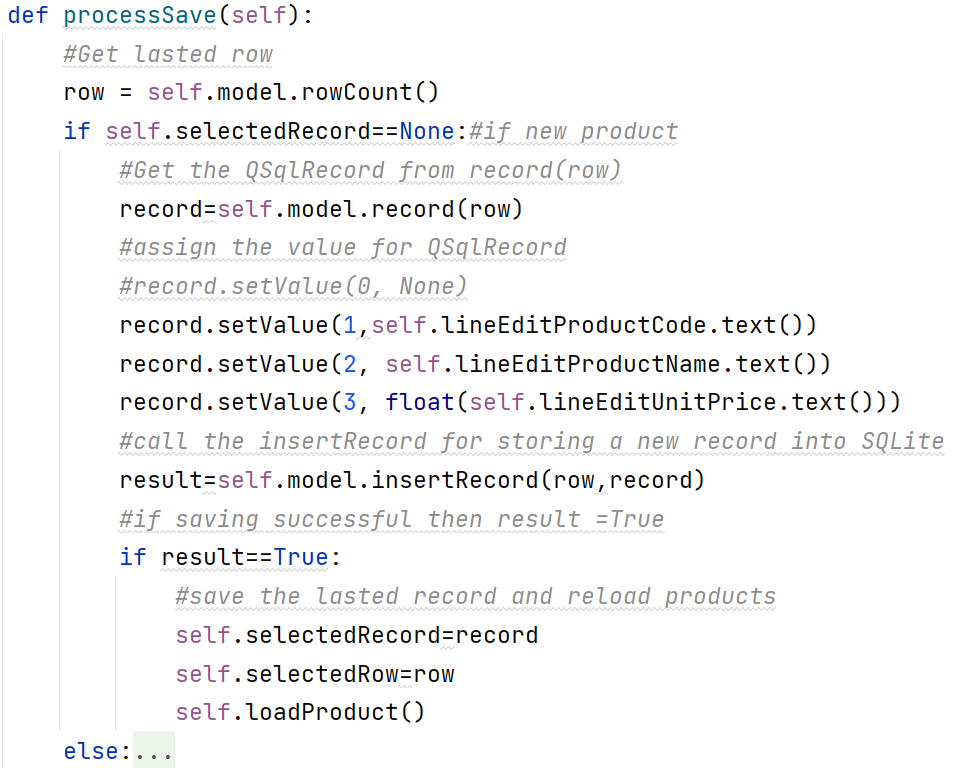 def processSave(self):
    #Get lasted row
    row = self.model.rowCount()
    if self.selectedRecord==None:#if new product
        #Get the QSqlRecord from record(row)
        record=self.model.record(row)
        #assign the value for QSqlRecord
        #record.setValue(0, None)
        record.setValue(1,self.lineEditProductCode.text())
        record.setValue(2, self.lineEditProductName.text())
        record.setValue(3, float(self.lineEditUnitPrice.text()))
        #call the insertRecord for storing a new record into SQLite
        result=self.model.insertRecord(row,record)
        #if saving successful then result =True
        if result==True:
            #save the lasted record and reload products
            self.selectedRecord=record
            self.selectedRow=row
            self.loadProduct()
    else:...